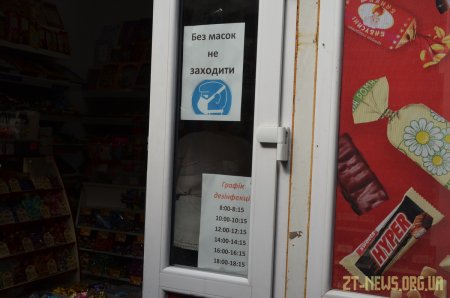 Без масок
не
заходити
Графік
дезінфекції
8:00-8:15
10:00-10:15
12:00-12:15
14:00-14:15
16:00-16:15
18:00-18:15
HYPER
ZT-NEWS.ORG.UA